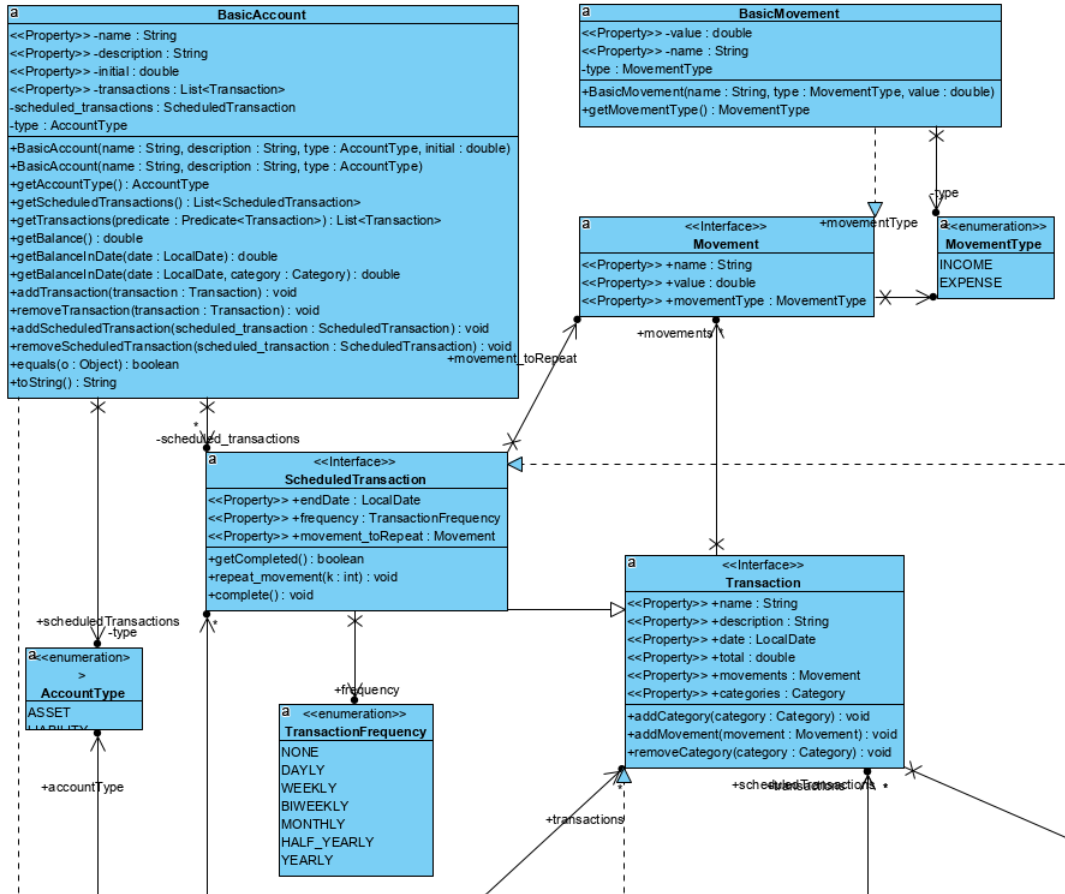 a
BasicAccount
<<Property>> -name : String
<<Property>> -description : String
<<Property>> -initial : double
<<Property>> -transactions : List<Transaction>
-scheduled_transactions : ScheduledTransaction
-type : AccountType
+BasicAccount(name : String, description : String, type : AccountType, initial : double)
+BasicAccount(name : String, description : String, type : AccountType)
+getAccountType() : AccountType
+getScheduledTransactions() : List<ScheduledTransaction>
+getTransactions(predicate : Predicate<Transaction>) : List<Transaction>
+getBalance() : double
+getBalanceInDate(date : LocalDate) : double
+getBalanceInDate(date : LocalDate, category : Category) : double
+addTransaction(transaction : Transaction) : void
+removeTransaction(transaction : Transaction) : void
+addScheduledTransaction(scheduled_transaction : ScheduledTransaction) : void
+removeScheduledTransaction(scheduled_transaction : ScheduledTransaction) : void
+equals(o : Object) : boolean
+toString() : String
a
BasicMovement
<<Property>> -value : double
<<Property>> -name : String
-type : MovementType
+BasicMovement(name : String, type : MovementType, value : double)
+getMovementType() : MovementType
-type
+movementType
a
<<Interface>>
Movement
<<Property>> +name : String
<<Property>> +value : double
<<Property>> +movementType : MovementType
a
<<enumeration>>
MovementType
INCOME
EXPENSE
+movements
*
+movement_toRepeat
*
-scheduled_transactions
a
<<Interface>>
ScheduledTransaction
<<Property>> +endDate : LocalDate
<<Property>> +frequency : TransactionFrequency
<<Property>> +movement_toRepeat : Movement
+getCompleted() : boolean
+repeat_movement(k : int) : void
+complete() : void
a
<<Interface>>
Transaction
<<Property>> +name : String
<<Property>> +description : String
<<Property>> +date : LocalDate
<<Property>> +total : double
<<Property>> +movements : Movement
<<Property>> +categories : Category
+addCategory(category : Category) : void
+addMovement(movement : Movement) : void
+removeCategory(category : Category) : void
+scheduledTransactions
*
-type
a
<<enumeration>
>
AccountType
ASSET
LIABILITY
+accountType
+frequency
a
<<enumeration>>
TransactionFrequency
NONE
DAYLY
WEEKLY
BIWEEKLY
MONTHLY
HALF_YEARLY
YEARLY
*
+transactions
+scheduledTransactions
+transactions
*